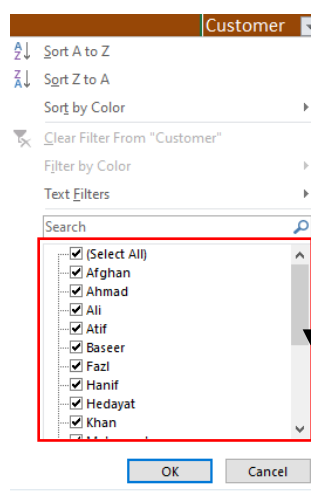 Customer
Sort A to Z
Sort Z to A
Sort by Color
Clear Filter From "Customer"
Filter by Color
Text Filters
Search
(Select All)
Afghan
Ahmad
Ali
Atif
Baseer
Fazl
Hanif
Hedayat
Khan
OK Cancel